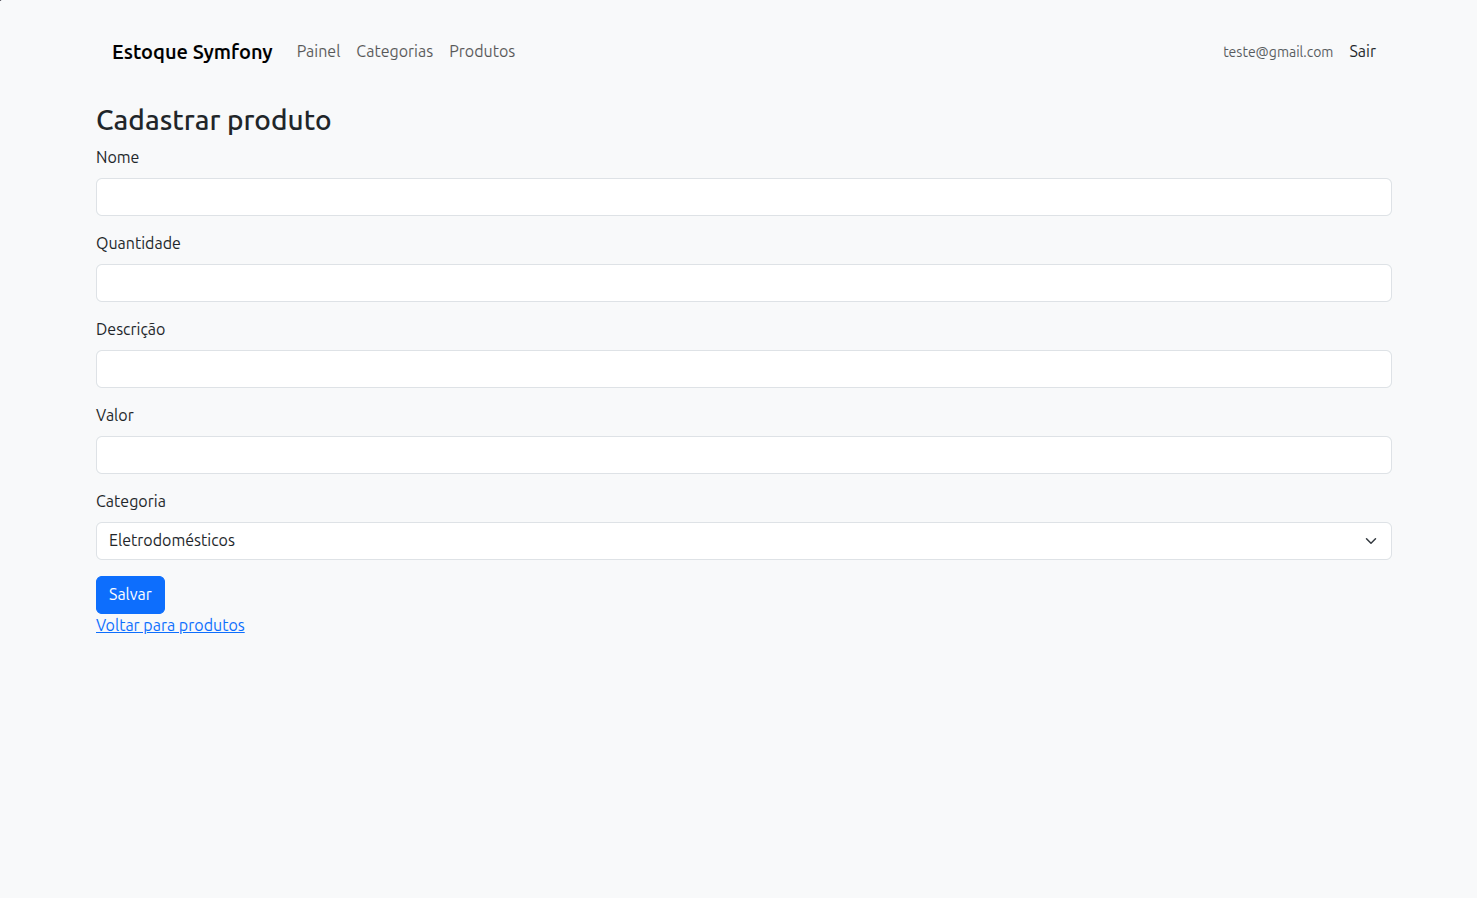 Estoque Symfony Painel Categorias Produtos teste@gmail.com Sair
Cadastrar produto
Nome
Quantidade
Descrição
Valor
Categoria
Eletrodomésticos
Salvar
Voltar para produtos